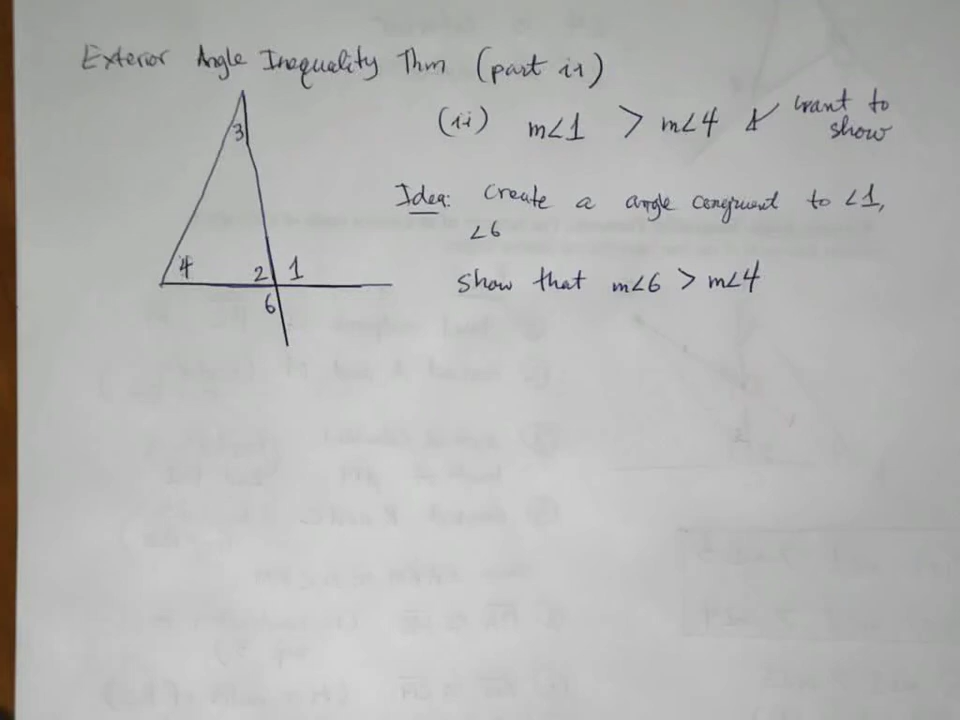 Exterior Angle Inequality Thm (part ii)
(ii) m∠1 > m∠4 want to
show
3
Idea: Create a angle congruent to ∠1,
∠6
4 2 1
show that m∠6 > m∠4
6